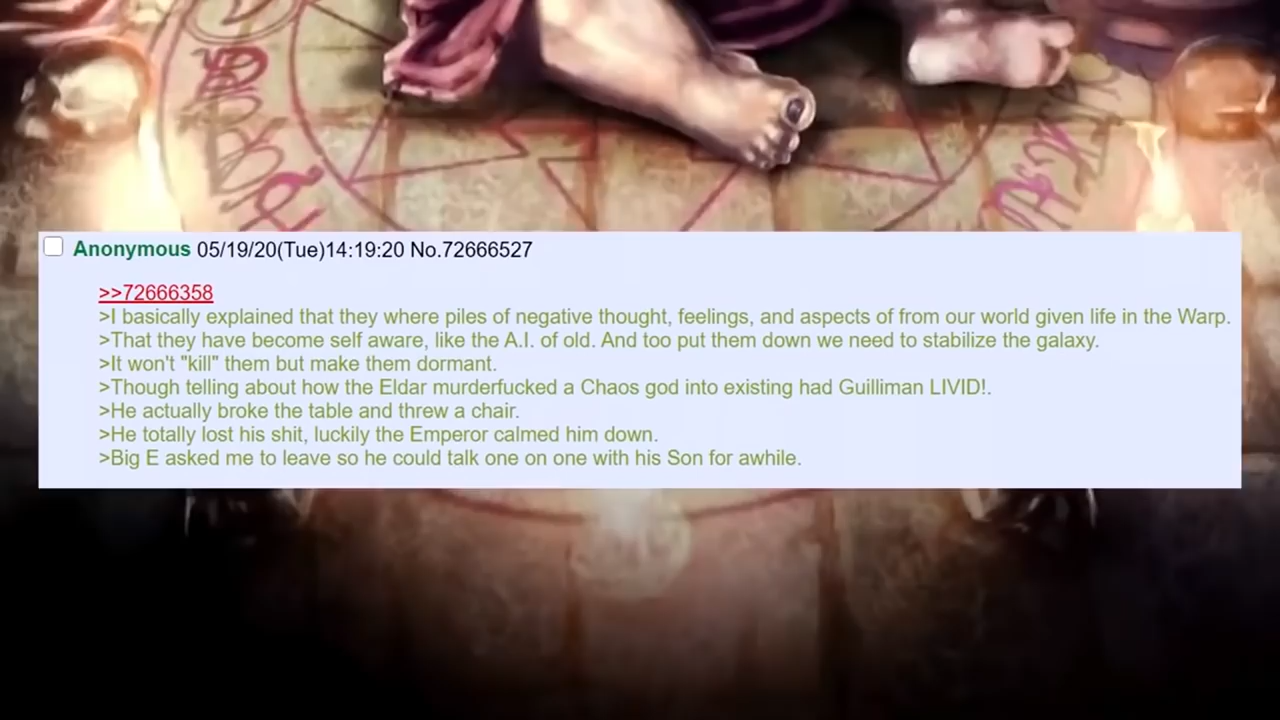 Anonymous 05/19/20(Tue)14:19:20 No.72666527
>>72666358
>I basically explained that they where piles of negative thought, feelings, and aspects of from our world given life in the Warp.
>That they have become self aware, like the A.I. of old. And too put them down we need to stabilize the galaxy.
>It won't "kill" them but make them dormant.
>Though telling about how the Eldar murderfucked a Chaos god into existing had Guilliman LIVID!.
>He actually broke the table and threw a chair.
>He totally lost his shit, luckily the Emperor calmed him down.
>Big E asked me to leave so he could talk one on one with his Son for awhile.